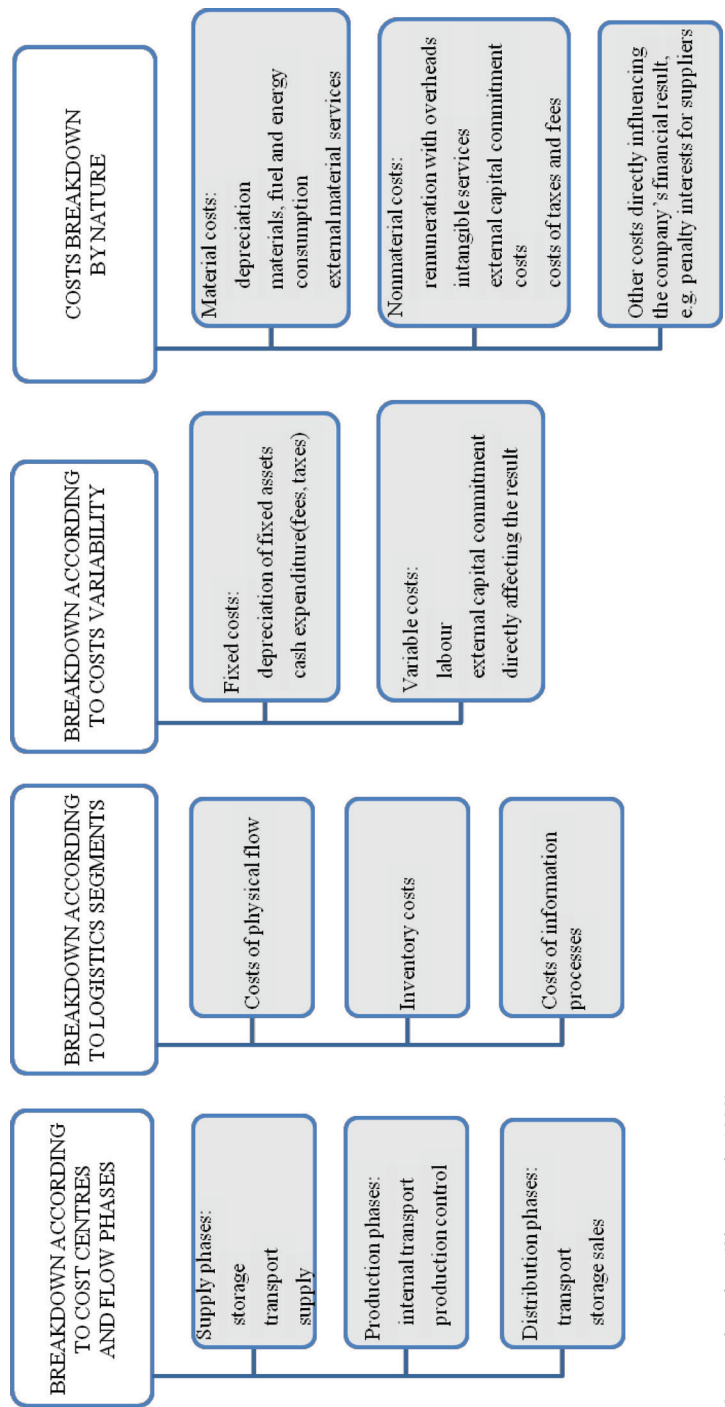 BREAKDOWN ACCORDING
TO COST CENTRES
AND FLOW PHASES
Supply phases:
storage
transport
supply
Production phases:
internal transport
production control
Distribution phases:
transport
storage sales
BREAKDOWN ACCORDING
TO LOGISTICS SEGMENTS
Costs of physical flow
Inventory costs
Costs of information
processes
BREAKDOWN ACCORDING
TO COSTS VARIABILITY
Fixed costs:
depreciation of fixed assets
cash expenditure(fees, taxes)
Variable costs:
labour
external capital commitment
directly affecting the result
COSTS BREAKDOWN
BY NATURE
Material costs:
depreciation
materials, fuel and energy
consumption
external material services
Nonmaterial costs:
remuneration with overheads
intangible services
external capital commitment
costs
costs of taxes and fees
Other costs directly influencing
the company’s financial result,
e.g. penalty interests for suppliers